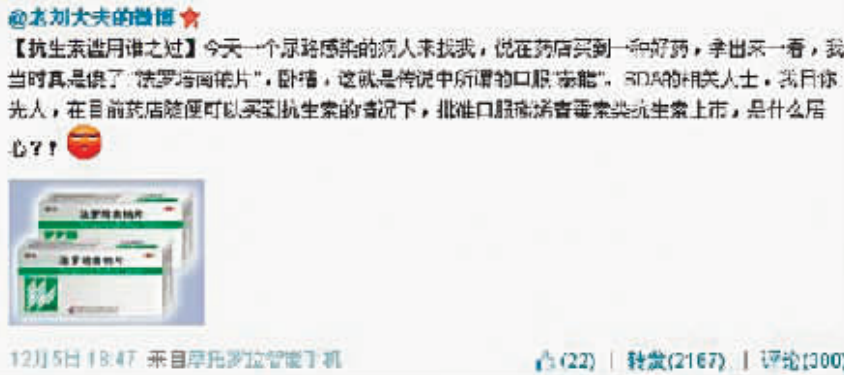 @老刘大夫的微博
【抗生素滥用谁之过】今天一个尿路感染的病人来找我，说在药店买到一种好药，拿出来一看，我
当时真是傻了“法罗培南钠片”，卧槽，这就是传说中所谓的口服“泰能”。SDA的相关人士，我日你
先人，在目前药店随便可以买到抗生素的情况下，批准口服碳青霉素类抗生素上市，是什么居
心？！
法罗培南钠片
法罗培南钠片
12月5日 18:47 来自摩托罗拉智能手机
(22) | 转发(2167) | 评论(300)